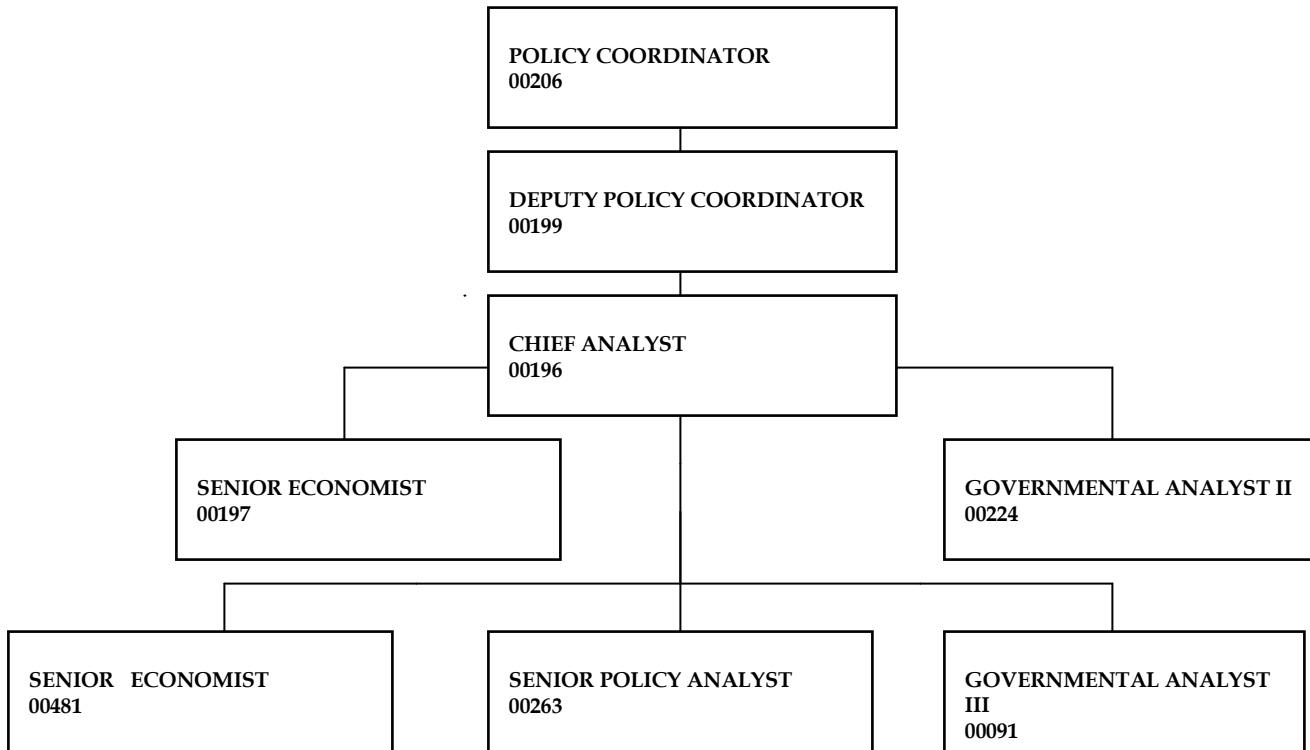 POLICY COORDINATOR
00206
DEPUTY POLICY COORDINATOR
00199
CHIEF ANALYST
00196
SENIOR ECONOMIST
00197
GOVERNMENTAL ANALYST II
00224
SENIOR ECONOMIST
00481
SENIOR POLICY ANALYST
00263
GOVERNMENTAL ANALYST
III
00091